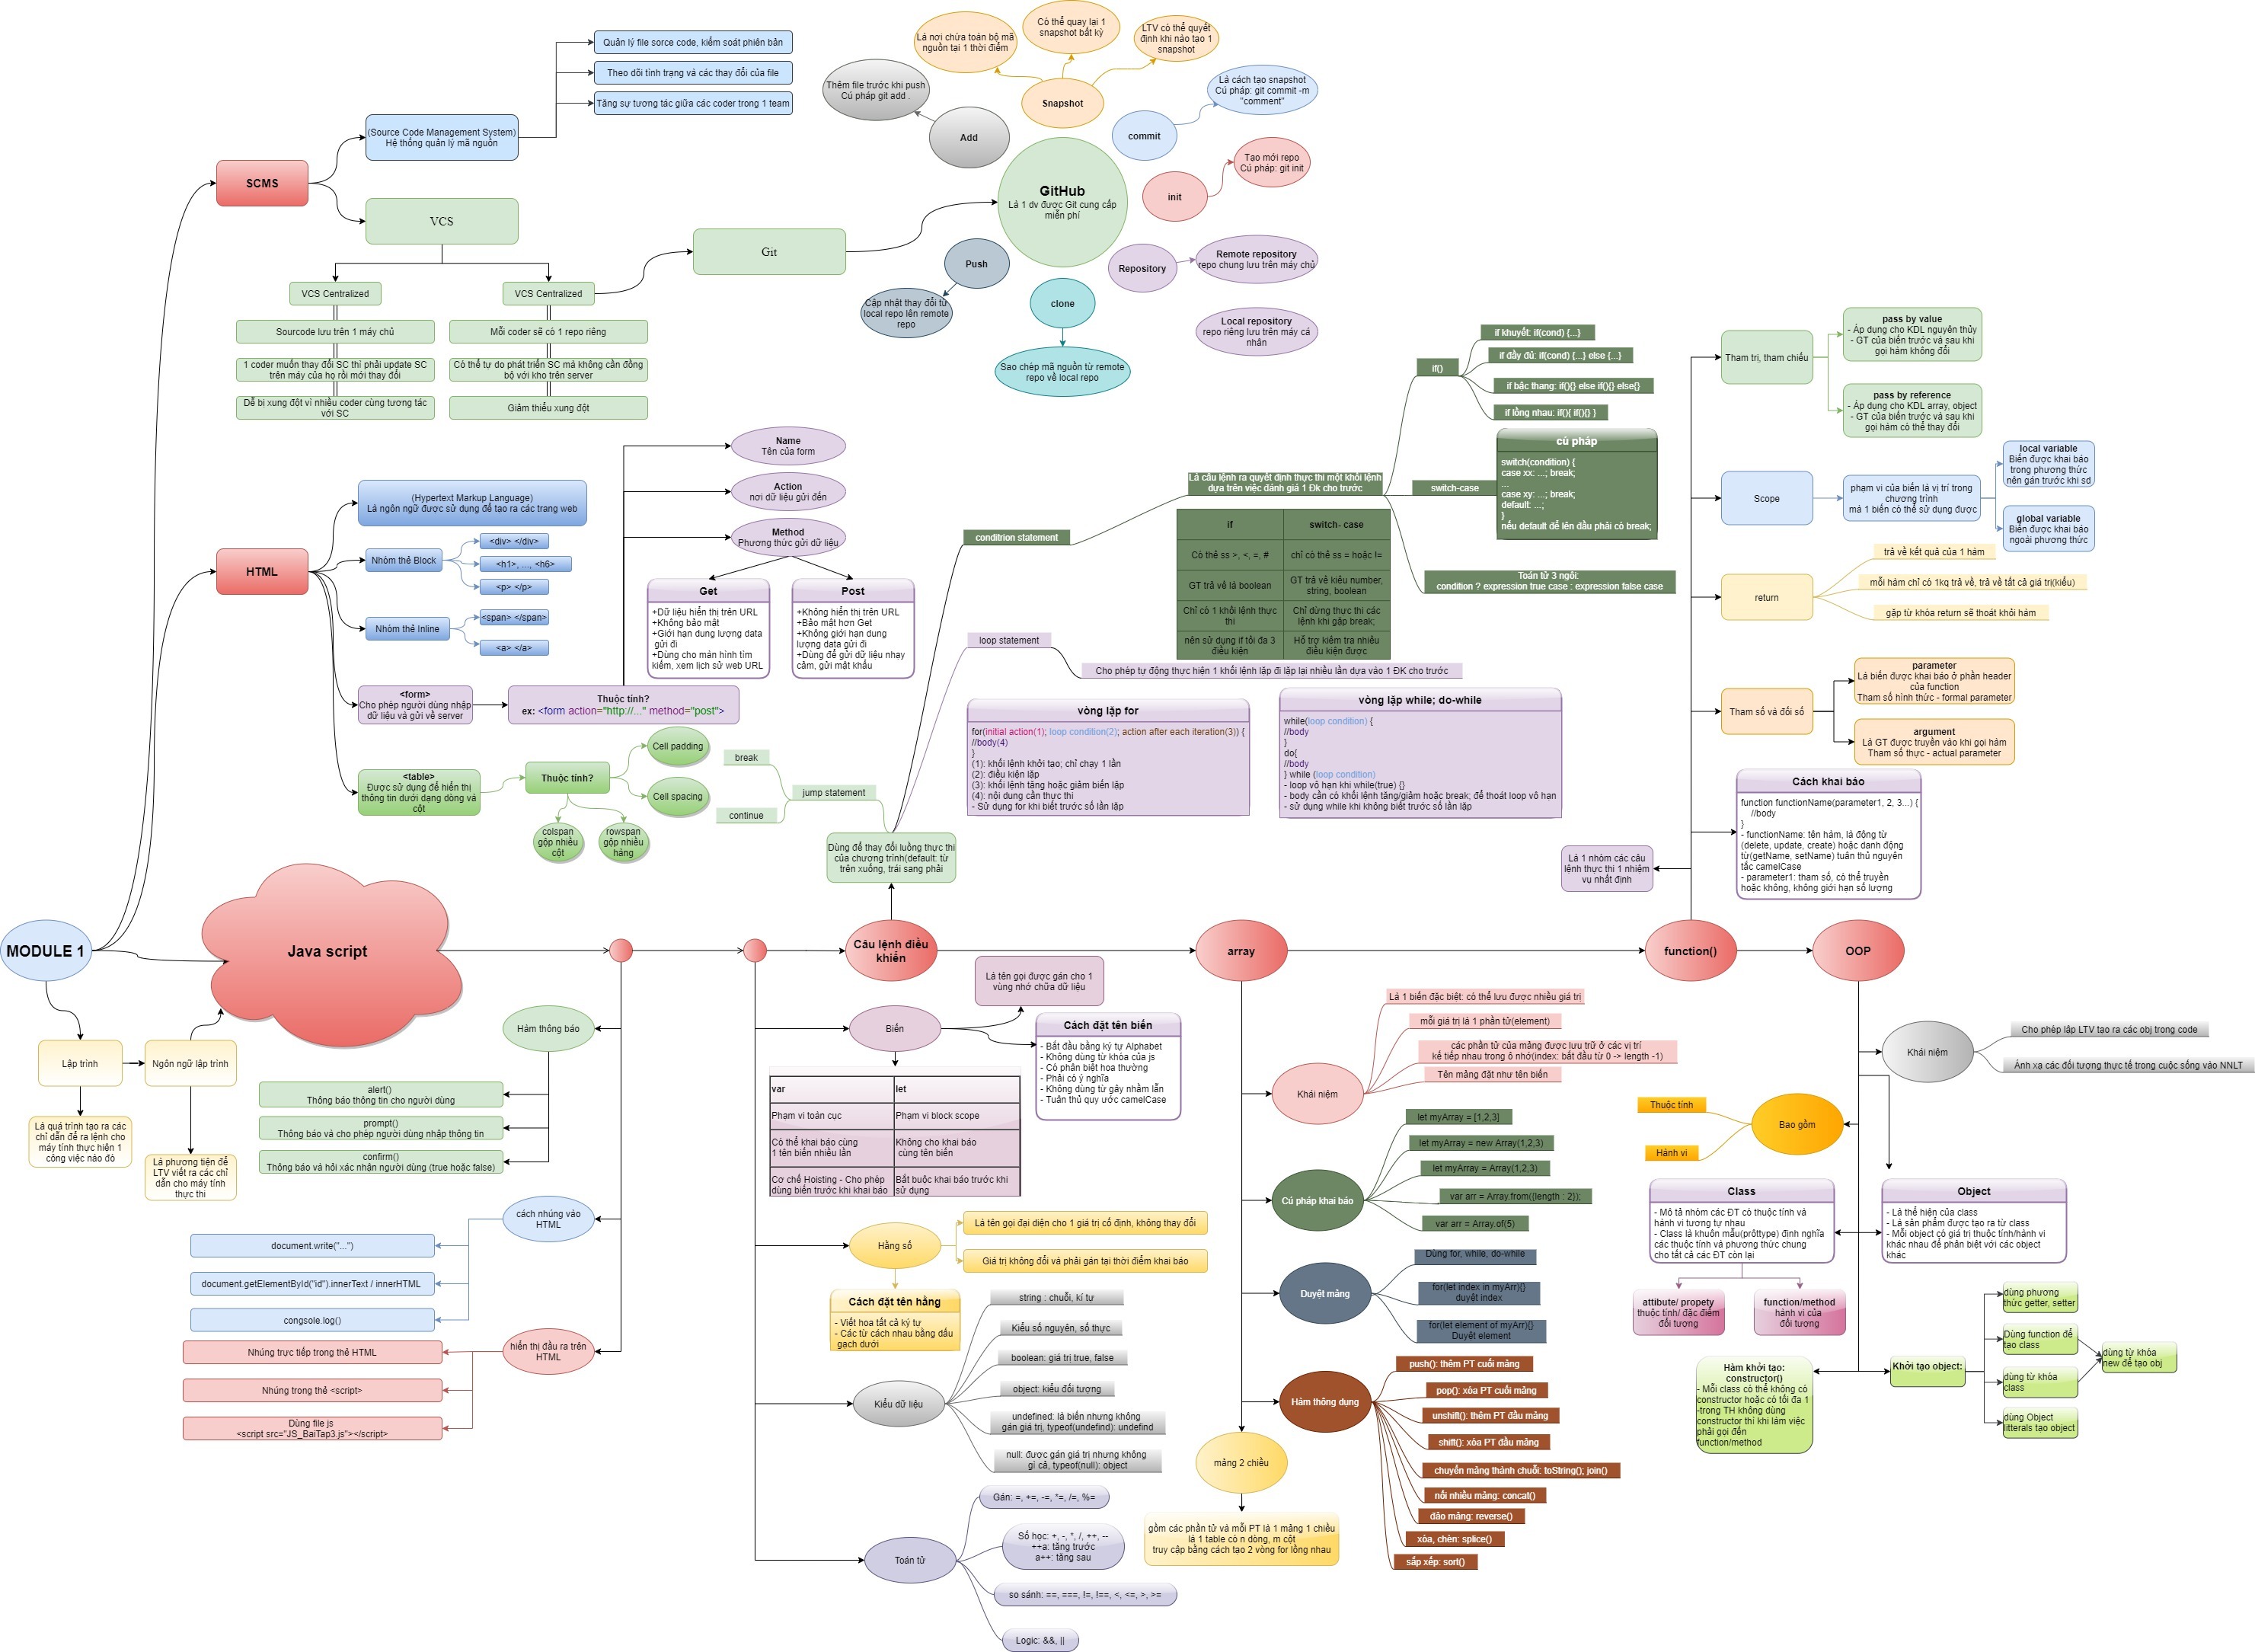 Quản lý file sorce code, kiểm soát phiên bản
Theo dõi tình trạng và các thay đổi của file
Tăng sự tương tác giữa các coder trong 1 team
(Source Code Management System)
Hệ thống quản lý mã nguồn
SCMS
VCS
VCS Centralized
Sourcode lưu trên 1 máy chủ
1 coder muốn thay đổi SC thì phải update SC
trên máy của họ rồi mới thay đổi
Dễ bị xung đột vì nhiều coder cùng tương tác
với SC
VCS Centralized
Mỗi coder sẽ có 1 repo riêng
Có thể tự do phát triển SC mà không cần đồng
bộ với kho trên server
Giảm thiểu xung đột
Git
GitHub
Là 1 dv được Git cung cấp
miễn phí
Là nơi chứa toàn bộ mã
nguồn tại 1 thời điểm
Có thể quay lại 1
snapshot bất kỳ
LTV có thể quyết
định khi nào tạo 1
snapshot
Snapshot
Thêm file trước khi push
Cú pháp git add .
Add
Là cách tạo snapshot
Cú pháp: git commit -m
"comment"
commit
Tạo mới repo
Cú pháp: git init
init
Repository
Remote repository
repo chung lưu trên máy chủ
Local repository
repo riêng lưu trên máy cá
nhân
Push
Cập nhật thay đổi từ
local repo lên remote
repo
clone
Sao chép mã nguồn từ remote
repo về local repo
HTML
(Hypertext Markup Language)
Là ngôn ngữ được sử dụng để tạo ra các trang web
Nhóm thẻ Block
<div> </div>
<h1>, ..., <h6>
<p> </p>
Nhóm thẻ Inline
<span> </span>
<a> </a>
<form>
Cho phép người dùng nhập
dữ liệu và gửi về server
Thuộc tính?
ex: <form action="http://..." method="post">
Name
Tên của form
Action
nơi dữ liệu gửi đến
Method
Phương thức gửi dữ liệu
Get
+Dữ liệu hiển thị trên URL
+Không bảo mật
+Giới hạn dung lượng data
gửi đi
+Dùng cho màn hình tìm
kiếm, xem lịch sử web URL
Post
+Không hiển thị trên URL
+Bảo mật hơn Get
+Không giới hạn dung
lượng data gửi đi
+Dùng để gửi dữ liệu nhạy
cảm, gửi mật khẩu
<table>
Được sử dụng để hiển thị
thông tin dưới dạng dòng và
cột
Thuộc tính?
Cell padding
Cell spacing
colspan
gộp nhiều
cột
rowspan
gộp nhiều
hàng
break
continue
jump statement
Dùng để thay đổi luồng thực thi
của chương trình(default: từ
trên xuống, trái sang phải
conditrion statement
Là câu lệnh ra quyết định thực thi một khối lệnh
dựa trên việc đánh giá 1 Đk cho trước
if()
if khuyết: if(cond) {...}
if đầy đủ: if(cond) {...} else {...}
if bậc thang: if(){} else if(){} else{}
if lồng nhau: if(){ if(){} }
switch-case
cú pháp
switch(condition) {
case xx: ...; break;
...
case xy: ...; break;
default: ...;
}
nếu default để lên đầu phải có break;
Toán tử 3 ngôi:
condition ? expression true case : expression false case
if
switch- case
Có thể ss >, <, =, #
chỉ có thể ss = hoặc !=
GT trả về là boolean
GT trả về kiểu number,
string, boolean
Chỉ có 1 khối lệnh thực
thi
Chỉ dừng thực thi các
lệnh khi gặp break;
nên sử dụng if tối đa 3
điều kiện
Hỗ trợ kiểm tra nhiều
điều kiện được
loop statement
Cho phép tự động thực hiện 1 khối lệnh lặp đi lặp lại nhiều lần dựa vào 1 ĐK cho trước
vòng lặp for
for(initial action(1); loop condition(2); action after each iteration(3)) {
//body(4)
}
(1): khối lệnh khởi tạo; chỉ chạy 1 lần
(2): điều kiện lặp
(3): khối lệnh tăng hoặc giảm biến lặp
(4): nội dung cần thực thi
- Sử dụng for khi biết trước số lần lặp
vòng lặp while; do-while
while(loop condition) {
//body
}
do{
//body
} while (loop condition)
- loop vô hạn khi while(true) {}
- body cần có khối lệnh tăng/giảm hoặc break; để thoát loop vô hạn
- sử dụng while khi không biết trước số lần lặp
Tham trị, tham chiếu
pass by value
- Áp dụng cho KDL nguyên thủy
- GT của biến trước và sau khi
gọi hàm không đổi
pass by reference
- Áp dụng cho KDL array, object
- GT của biến trước và sau khi
gọi hàm có thể thay đổi
Scope
phạm vi của biến là vị trí trong
chương trình
mà 1 biến có thể sử dụng được
local variable
Biến được khai báo
trong phương thức
nên gán trước khi sd
global variable
Biến được khai báo
ngoài phương thức
return
trả về kết quả của 1 hàm
mỗi hàm chỉ có 1kq trả về, trả về tất cả giá trị(kiểu)
gặp từ khóa return sẽ thoát khỏi hàm
Tham số và đối số
parameter
Là biến được khai báo ở phần header
của function
Tham số hình thức - formal parameter
argument
Là GT được truyền vào khi gọi hàm
Tham số thực - actual parameter
Cách khai báo
function functionName(parameter1, 2, 3...) {
//body
}
- functionName: tên hàm, là động từ
(delete, update, create) hoặc danh động
từ(getName, setName) tuân thủ nguyên
tắc camelCase
- parameter1: tham số, có thể truyền
hoặc không, không giới hạn số lượng
Là 1 nhóm các câu
lệnh thực thi 1 nhiệm
vụ nhất định
MODULE 1
Java script
Câu lệnh điều
khiển
array
function()
OOP
Lập trình
Ngôn ngữ lập trình
Là quá trình tạo ra các
chỉ dẫn để ra lệnh cho
máy tính thực hiện 1
công việc nào đó
Là phương tiện để
LTV viết ra các chỉ
dẫn cho máy tính
thực thi
Hàm thông báo
alert()
Thông báo thông tin cho người dùng
prompt()
Thông báo và cho phép người dùng nhập thông tin
confirm()
Thông báo và hỏi xác nhận người dùng (true hoặc false)
cách nhúng vào
HTML
document.write("...")
document.getElementById("id").innerText / innerHTML
congsole.log()
hiển thị đầu ra trên
HTML
Nhúng trực tiếp trong thẻ HTML
Nhúng trong thẻ <script>
Dùng file js
<script src="JS_BaiTap3.js"></script>
Biến
Là tên gọi được gán cho 1
vùng nhớ chữa dữ liệu
Cách đặt tên biến
- Bắt đầu bằng ký tự Alphabet
- Không dùng từ khóa của js
- Có phân biệt hoa thường
- Phải có ý nghĩa
- Không dùng từ gây nhầm lẫn
- Tuân thủ quy ước camelCase
var
let
Phạm vi toàn cục
Phạm vi block scope
Có thể khai báo cùng
1 tên biến nhiều lần
Không cho khai báo
cùng tên biến
Cơ chế Hoisting - Cho phép
dùng biến trước khi khai báo
Bắt buộc khai báo trước khi
sử dụng
Hằng số
Là tên gọi đại diện cho 1 giá trị cố định, không thay đổi
Giá trị không đổi và phải gán tại thời điểm khai báo
Cách đặt tên hằng
- Viết hoa tất cả ký tự
- Các từ cách nhau bằng dấu
gạch dưới
Kiểu dữ liệu
string : chuỗi, kí tự
Kiểu số nguyên, số thực
boolean: giá trị true, false
object: kiểu đối tượng
undefined: là biến nhưng không
gán giá trị, typeof(undefind): undefind
null: được gán giá trị nhưng không
gì cả, typeof(null): object
Toán tử
Gán: =, +=, -=, *=, /=, %=
Số học: +, -, *, /, ++, --
++a: tăng trước
a++: tăng sau
so sánh: ==, ===, !=, !==, <, <=, >, >=
Logic: &&, ||
Khái niệm
Là 1 biến đặc biệt: có thể lưu được nhiều giá trị
mỗi giá trị là 1 phần tử(element)
các phần tử của mảng được lưu trữ ở các vị trí
kế tiếp nhau trong ô nhớ(index: bắt đầu từ 0 -> length -1)
Tên mảng đặt như tên biến
Cú pháp khai báo
let myArray = [1,2,3]
let myArray = new Array(1,2,3)
let myArray = Array(1,2,3)
var arr = Array.from({length : 2});
var arr = Array.of(5)
Duyệt mảng
Dùng for, while, do-while
for(let index in myArr){}
duyết index
for(let element of myArr){}
Duyệt element
Hàm thông dụng
push(): thêm PT cuối mảng
pop(): xóa PT cuối mảng
unshift(): thêm PT đầu mảng
shift(): xóa PT đầu mảng
chuyển mảng thành chuỗi: toString(); join()
nối nhiều mảng: concat()
đảo mảng: reverse()
xóa, chèn: splice()
sắp xếp: sort()
mảng 2 chiều
gồm các phần tử và mỗi PT là 1 mảng 1 chiều
là 1 table có n dòng, m cột
truy cập bằng cách tạo 2 vòng for lồng nhau
Khái niệm
Cho phép lập LTV tạo ra các obj trong code
Ánh xạ các đối tượng thực tế trong cuộc sống vào NNLT
Bao gồm
Thuộc tính
Hành vi
Class
- Mô tả nhóm các ĐT có thuộc tính và
hành vi tương tự nhau
- Class là khuôn mẫu(prôttype) định nghĩa
các thuộc tính và phương thức chung
cho tất cả các ĐT còn lại
Object
- Là thể hiện của class
- Là sản phẩm được tạo ra từ class
- Mỗi object có giá trị thuộc tính/hành vi
khác nhau để phân biệt với các object
khác
attibute/ propety
thuộc tính/ đặc điểm
đối tượng
function/method
hành vi của
đối tượng
Hàm khởi tạo:
constructor()
- Mỗi class có thể không có
constructor hoặc có tối đa 1
-trong TH không dùng
constructor thì khi làm việc
phải gọi đến
function/method
Khởi tạo object:
dùng phương
thức getter, setter
Dùng function để
tạo class
dùng từ khóa
class
dùng Object
litterals tạo object
dùng từ khóa
new để tạo obj